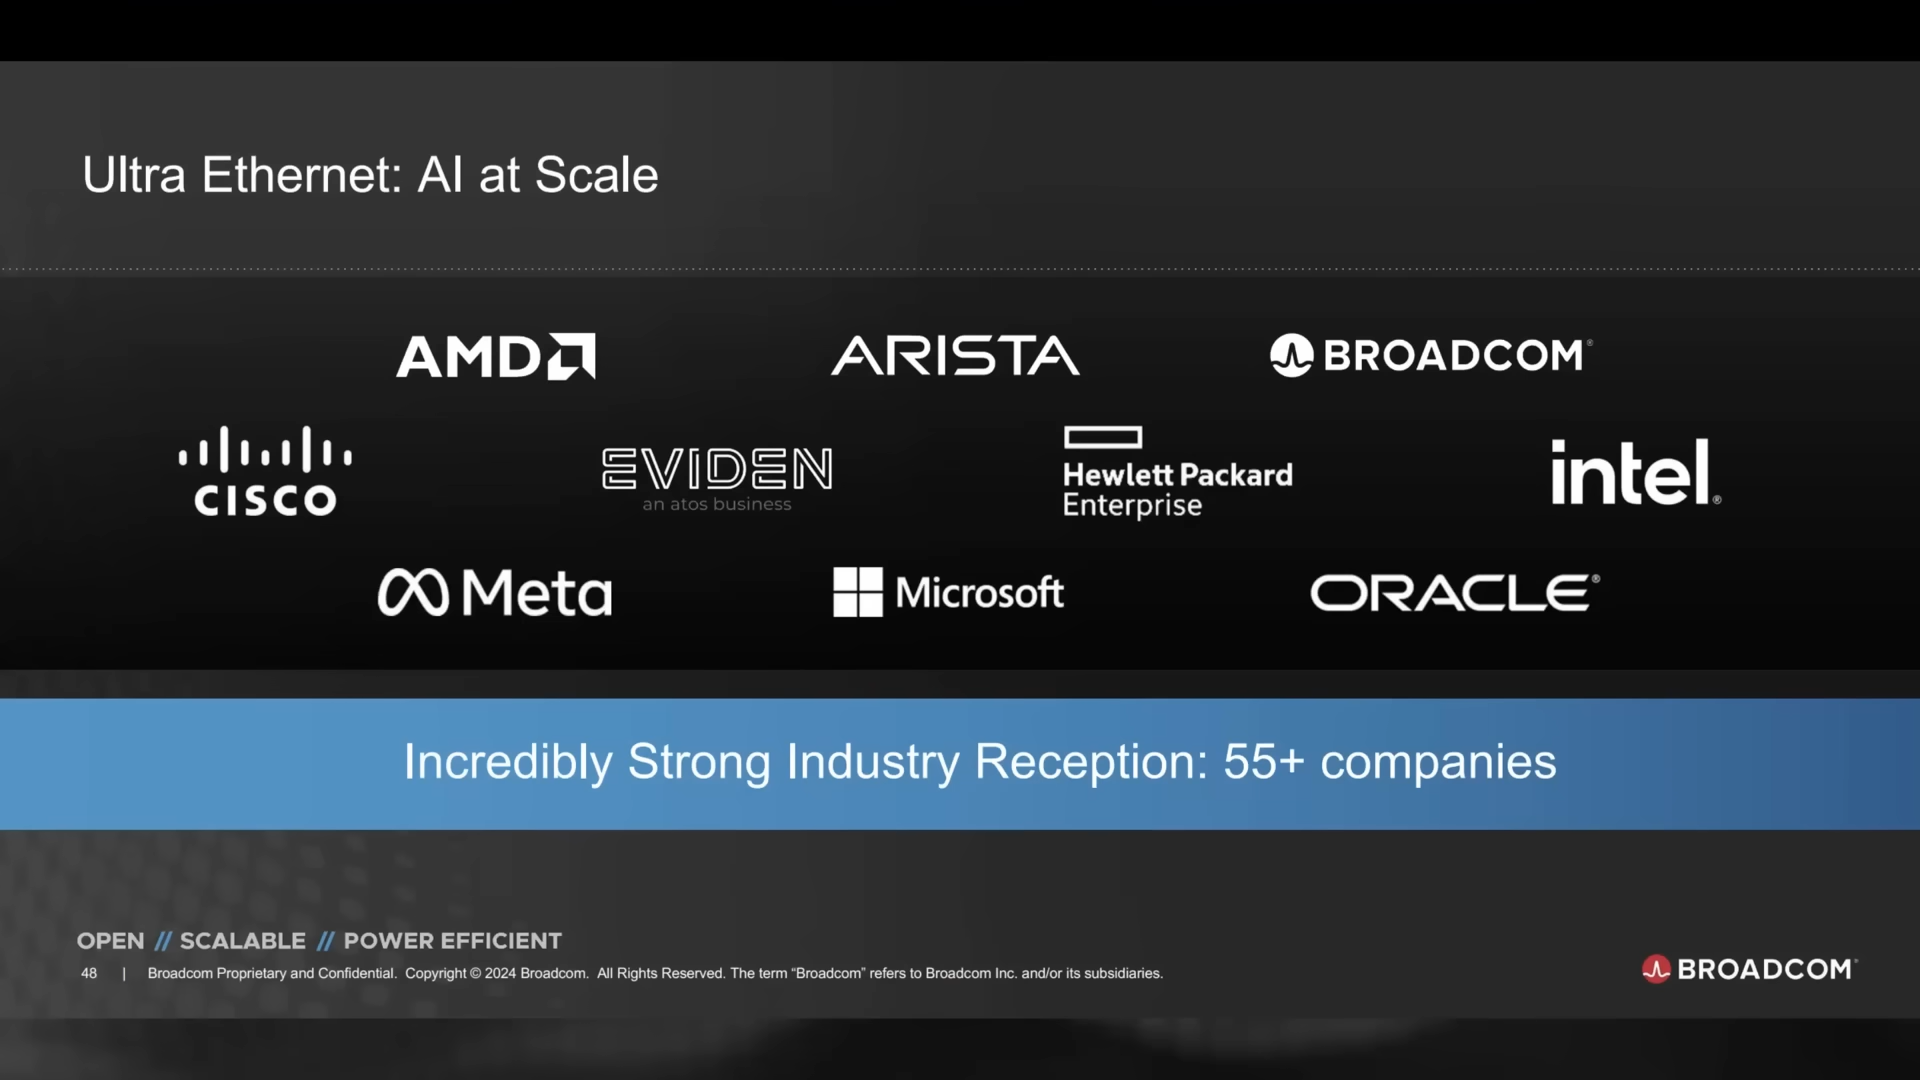 Ultra Ethernet: AI at Scale
AMD
ARISTA
BROADCOM®
CISCO
EVIDEN
an atos business
Hewlett Packard
Enterprise
intel®
Meta
Microsoft
ORACLE®
Incredibly Strong Industry Reception: 55+ companies
OPEN // SCALABLE // POWER EFFICIENT
48 | Broadcom Proprietary and Confidential. Copyright © 2024 Broadcom. All Rights Reserved. The term “Broadcom” refers to Broadcom Inc. and/or its subsidiaries.
BROADCOM®